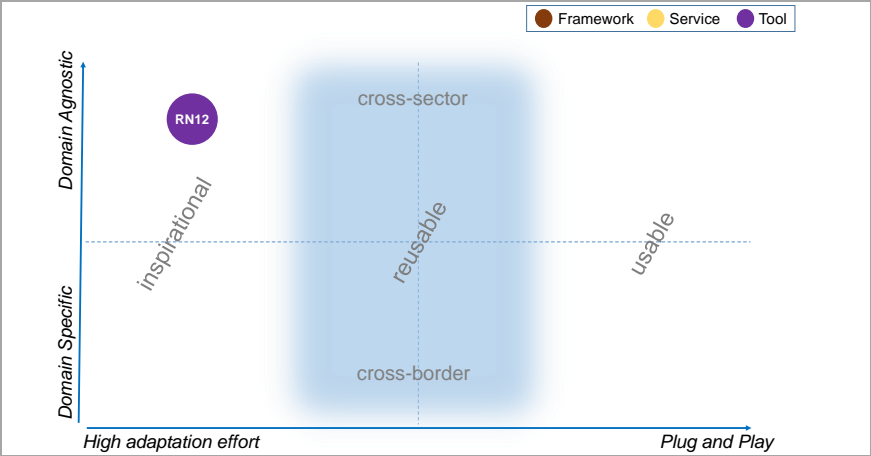 Framework
Service
Tool
Domain Agnostic
cross-sector
RN12
inspirational
reusable
usable
Domain Specific
cross-border
High adaptation effort
Plug and Play